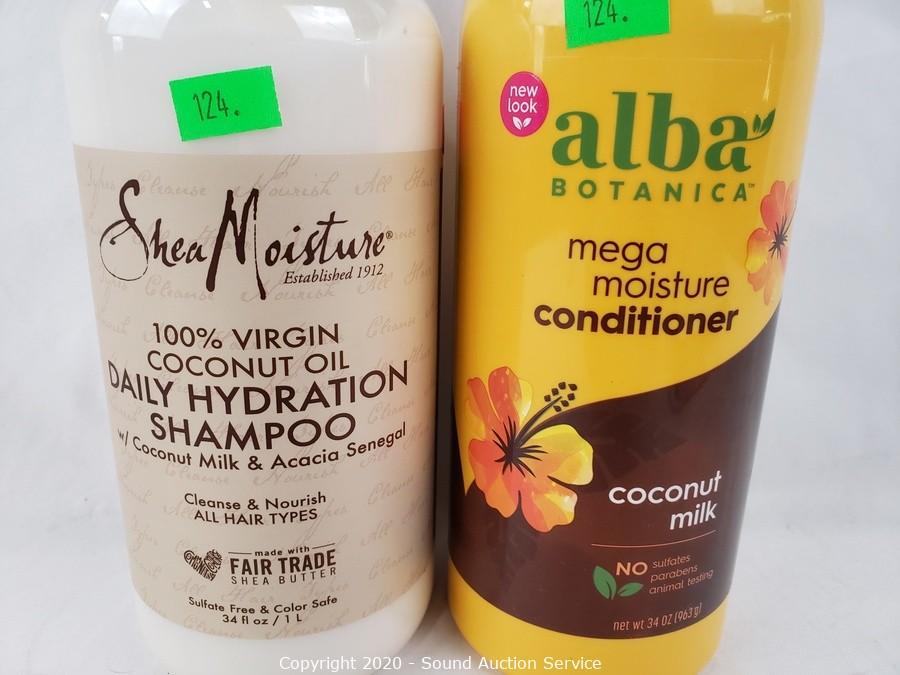 124.
SheaMoisture®
Established 1912
100% VIRGIN
COCONUT OIL
DAILY HYDRATION
SHAMPOO
w/ Coconut Milk & Acacia Senegal
Cleanse & Nourish
ALL HAIR TYPES
made with
FAIR TRADE
SHEA BUTTER
Sulfate Free & Color Safe
34 fl oz / 1 L
124.
new
look
alba
BOTANICA™
mega
moisture
conditioner
coconut
milk
NO sulfates
parabens
animal testing
net wt 34 OZ (963 g)
Copyright 2020 - Sound Auction Service